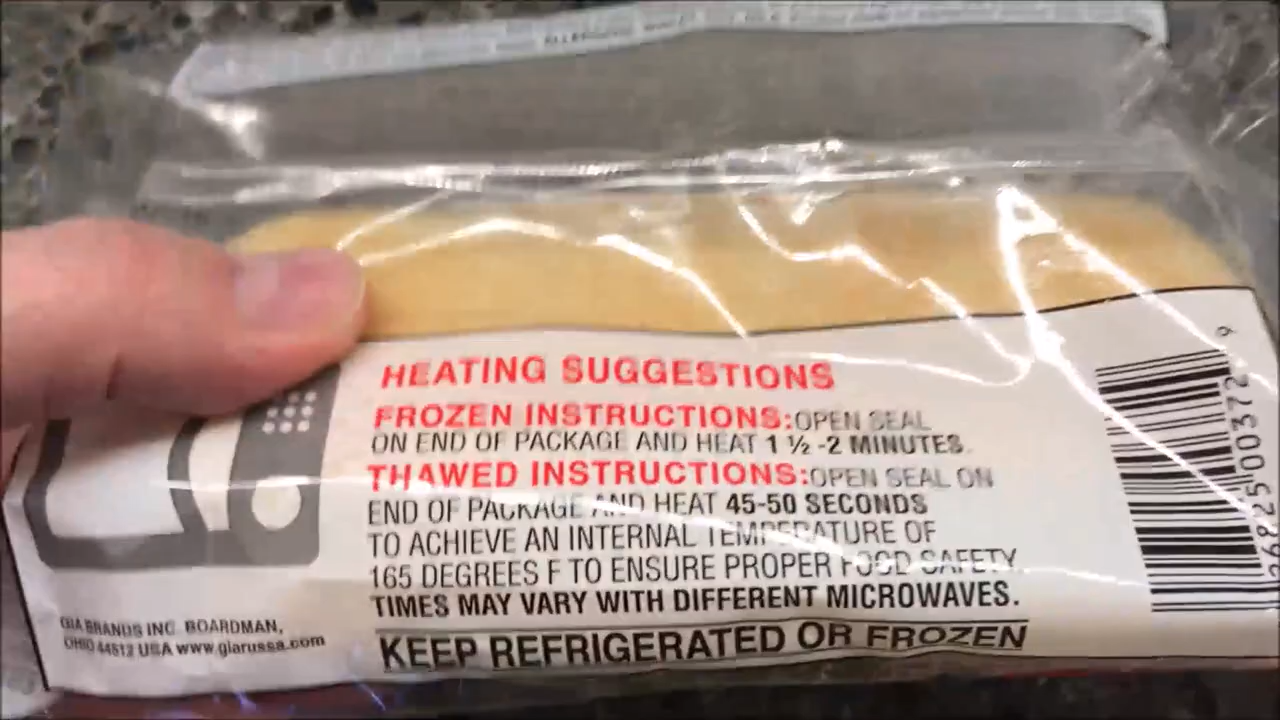 HEATING SUGGESTIONS
FROZEN INSTRUCTIONS:OPEN SEAL
ON END OF PACKAGE AND HEAT 1 ½ -2 MINUTES.
THAWED INSTRUCTIONS:OPEN SEAL ON
END OF PACKAGE AND HEAT 45-50 SECONDS
TO ACHIEVE AN INTERNAL TEMPERATURE OF
165 DEGREES F TO ENSURE PROPER FOOD SAFETY.
TIMES MAY VARY WITH DIFFERENT MICROWAVES.
KEEP REFRIGERATED OR FROZEN
GIA BRANDS INC. BOARDMAN,
OHIO 44512 USA www.giarussa.com